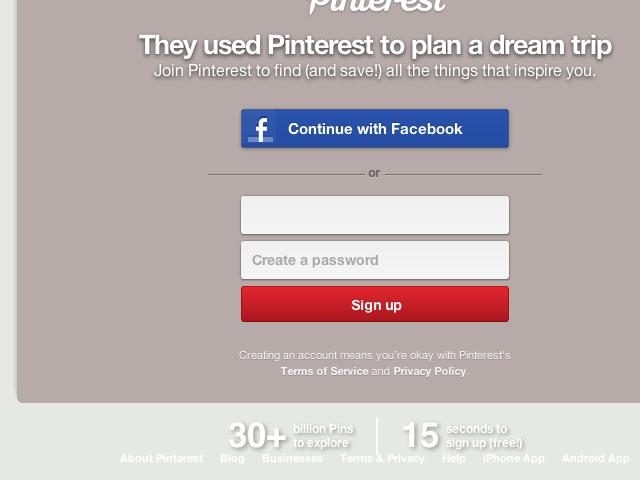 Pinterest
They used Pinterest to plan a dream trip
Join Pinterest to find (and save!) all the things that inspire you.
f Continue with Facebook
or
Create a password
Sign up
Creating an account means you're okay with Pinterest's
Terms of Service and Privacy Policy.
30+ billion Pins to explore
15 seconds to sign up (free!)
About Pinterest Blog Businesses Terms & Privacy Help iPhone App Android App